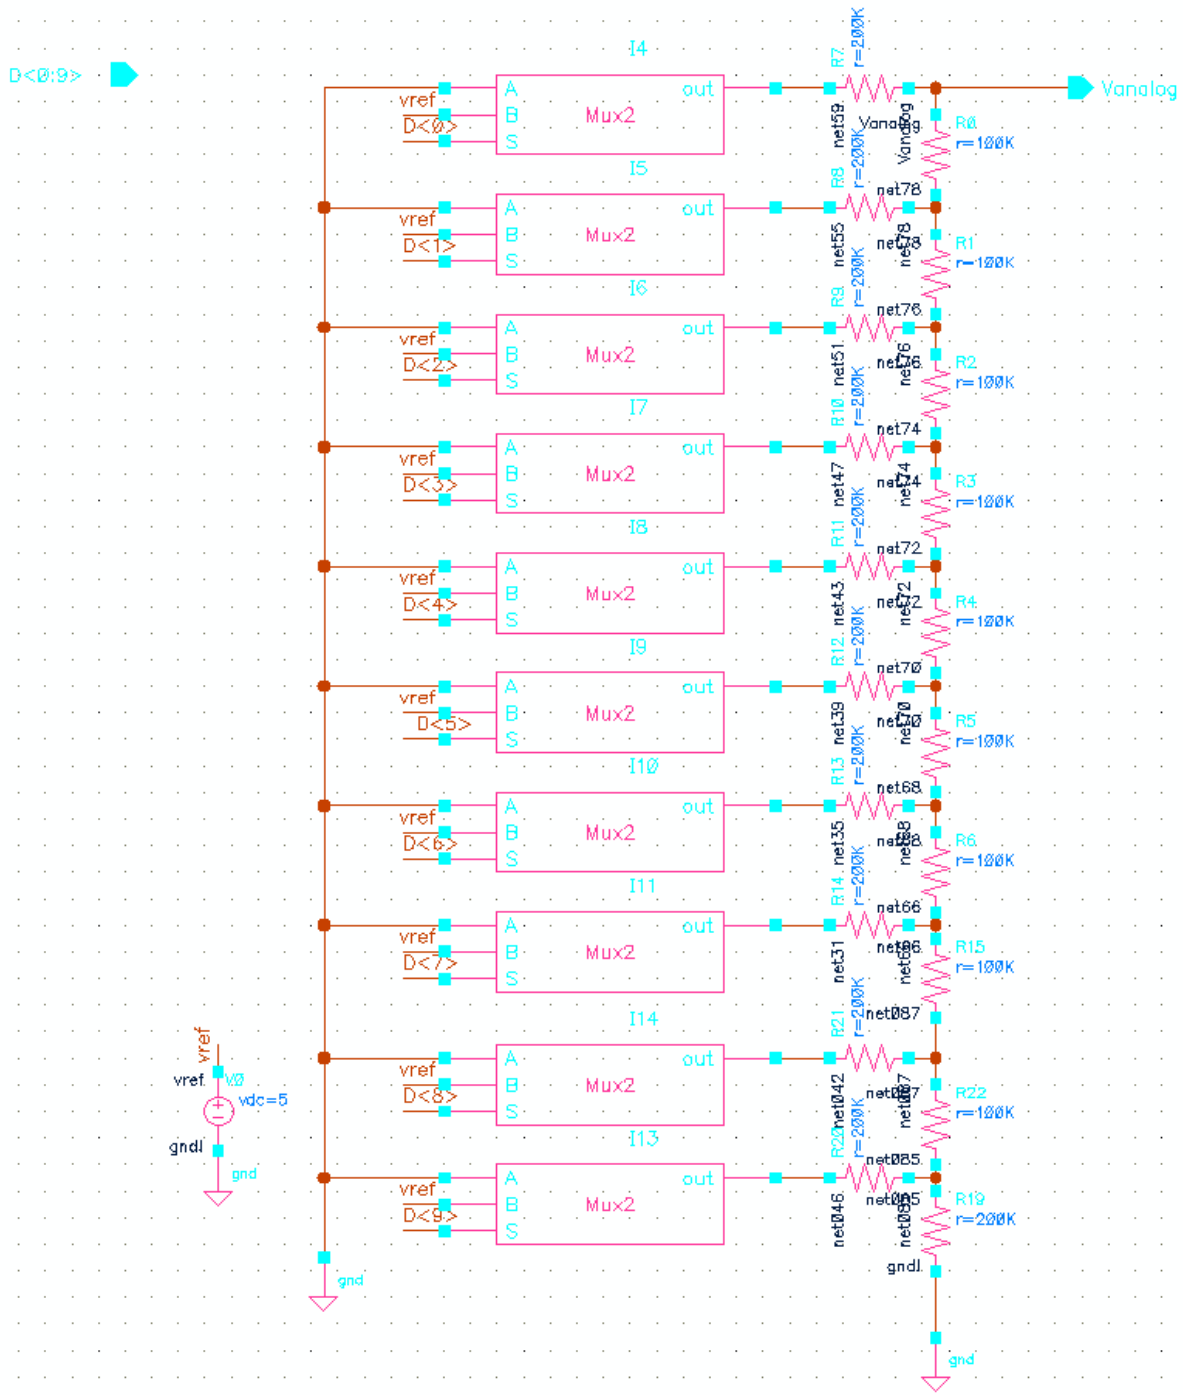 D<0:9>
I4
A
out
vref
B
Mux2
D<0>
S
R7
r=200K
net59
Vanalog
Vanalog
Vanalog
R0
r=100K
I5
A
out
vref
B
Mux2
D<1>
S
R8
r=200K
net55
net78
net78
net78
R1
r=100K
I6
A
out
vref
B
Mux2
D<2>
S
R9
r=200K
net51
net76
net76
net76
R2
r=100K
I7
A
out
vref
B
Mux2
D<3>
S
R10
r=200K
net47
net74
net74
net74
R3
r=100K
I8
A
out
vref
B
Mux2
D<4>
S
R11
r=200K
net43
net72
net72
net72
R4
r=100K
I9
A
out
vref
B
Mux2
D<5>
S
R12
r=200K
net39
net70
net70
net70
R5
r=100K
I10
A
out
vref
B
Mux2
D<6>
S
R13
r=200K
net35
net68
net68
net68
R6
r=100K
I11
A
out
vref
B
Mux2
D<7>
S
R14
r=200K
net31
net66
net66
net66
R15
r=100K
I14
A
out
vref
B
Mux2
D<8>
S
R21
r=200K
net042
net087
net087
net087
R22
r=100K
I13
A
out
vref
B
Mux2
D<9>
S
R20
r=200K
net046
net085
net085
net085
R19
r=200K
vref
vref
V0
vdc=5
gnd!
gnd
gnd
gnd!
gnd